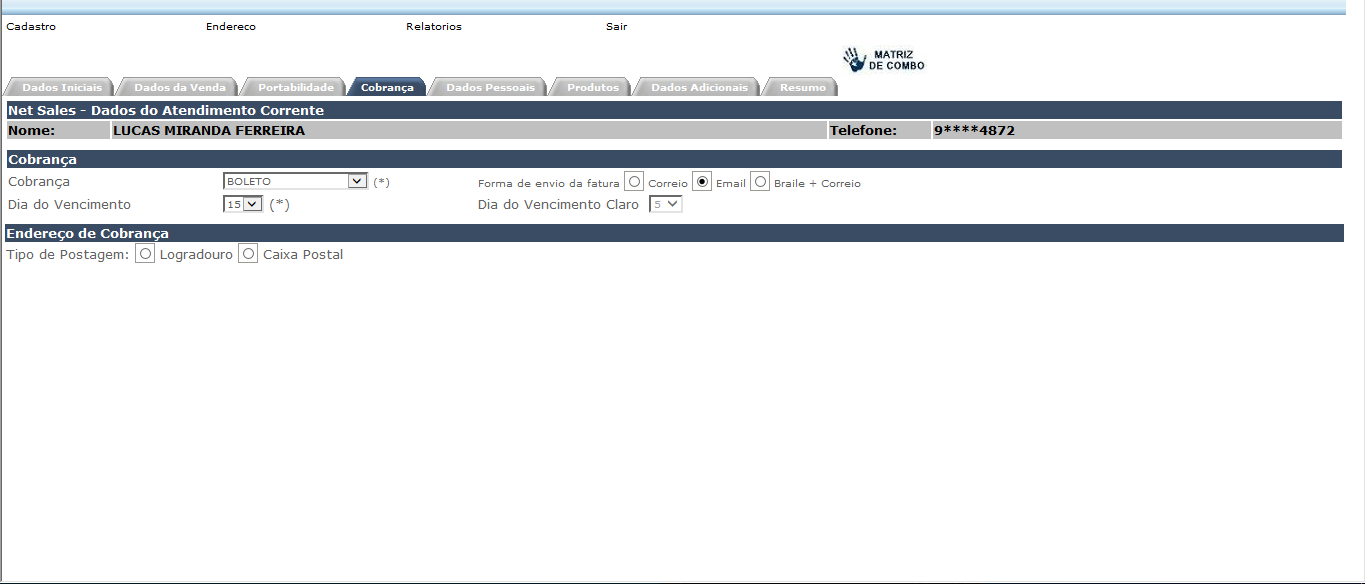 Cadastro Endereco Relatorios Sair
MATRIZ
DE COMBO
Dados Iniciais Dados da Venda Portabilidade Cobrança Dados Pessoais Produtos Dados Adicionais Resumo
Net Sales - Dados do Atendimento Corrente
Nome: LUCAS MIRANDA FERREIRA Telefone: 9****4872
Cobrança
Cobrança BOLETO (*) Forma de envio da fatura Correio Email Braile + Correio
Dia do Vencimento 15 (*) Dia do Vencimento Claro 5
Endereço de Cobrança
Tipo de Postagem: Logradouro Caixa Postal